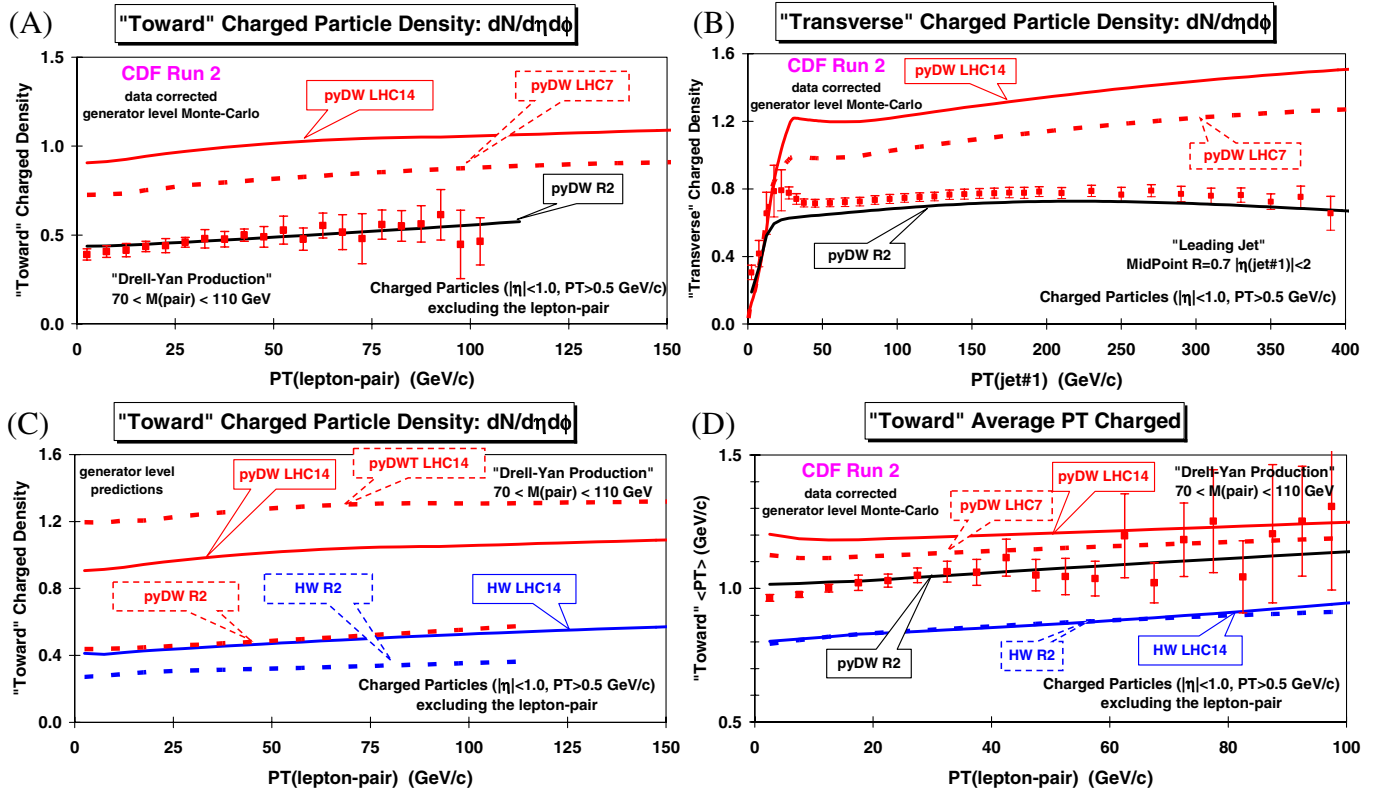 (A)
"Toward" Charged Particle Density: dN/dηdϕ
"Toward" Charged Density
1.5
1.0
0.5
0.0
CDF Run 2
data corrected
generator level Monte-Carlo
pyDW LHC14
pyDW LHC7
pyDW R2
"Drell-Yan Production"
70 < M(pair) < 110 GeV
Charged Particles (|η|<1.0, PT>0.5 GeV/c)
excluding the lepton-pair
0 25 50 75 100 125 150
PT(lepton-pair) (GeV/c)
(B)
"Transverse" Charged Particle Density: dN/dηdϕ
"Transverse" Charged Density
1.6
1.2
0.8
0.4
0.0
CDF Run 2
data corrected
generator level Monte-Carlo
pyDW LHC14
pyDW LHC7
pyDW R2
"Leading Jet"
MidPoint R=0.7 |η(jet#1)|<2
Charged Particles (|η|<1.0, PT>0.5 GeV/c)
0 50 100 150 200 250 300 350 400
PT(jet#1) (GeV/c)
(C)
"Toward" Charged Particle Density: dN/dηdϕ
"Toward" Charged Density
1.6
1.2
0.8
0.4
0.0
generator level
predictions
pyDW LHC14
pyDWT LHC14
"Drell-Yan Production"
70 < M(pair) < 110 GeV
pyDW R2
HW R2
HW LHC14
Charged Particles (|η|<1.0, PT>0.5 GeV/c)
excluding the lepton-pair
0 25 50 75 100 125 150
PT(lepton-pair) (GeV/c)
(D)
"Toward" Average PT Charged
"Toward" <PT> (GeV/c)
1.5
1.0
0.5
CDF Run 2
data corrected
generator level Monte-Carlo
pyDW LHC7
pyDW LHC14
"Drell-Yan Production"
70 < M(pair) < 110 GeV
pyDW R2
HW R2
HW LHC14
Charged Particles (|η|<1.0, PT>0.5 GeV/c)
excluding the lepton-pair
0 20 40 60 80 100
PT(lepton-pair) (GeV/c)